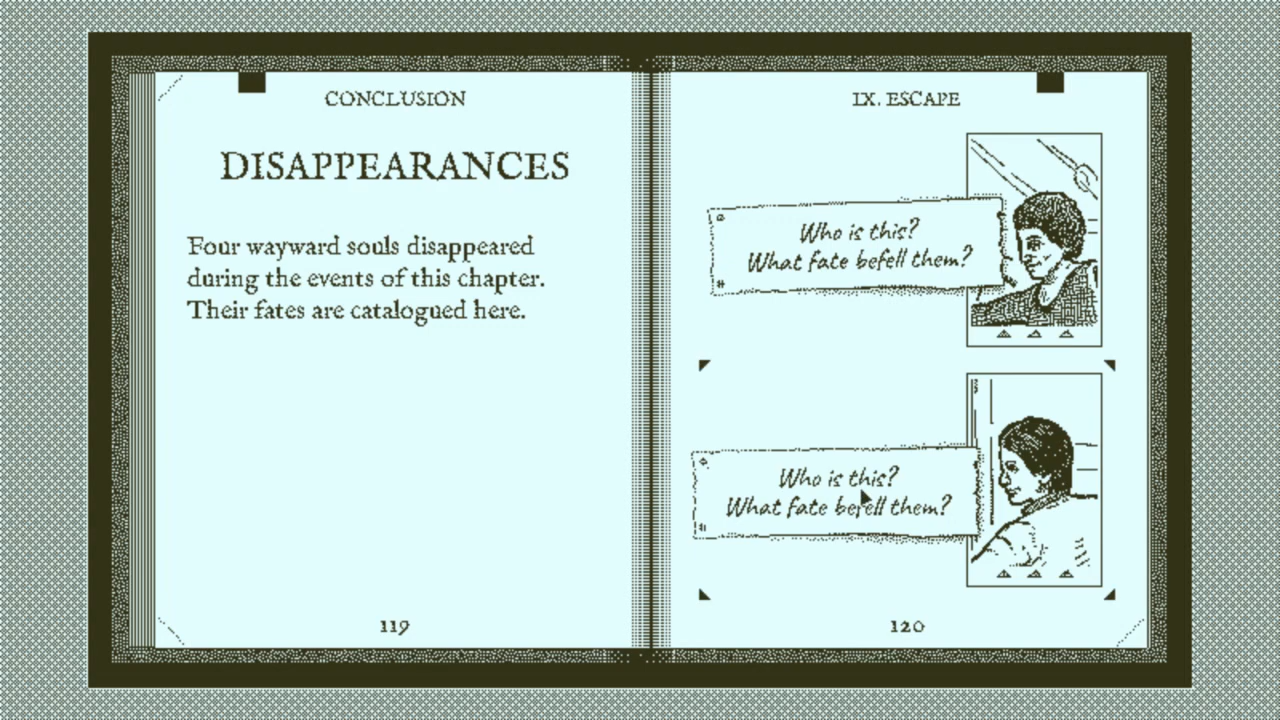 CONCLUSION
DISAPPEARANCES
Four wayward souls disappeared
during the events of this chapter.
Their fates are catalogued here.
119
IX. ESCAPE
Who is this?
What fate befell them?
Who is this?
What fate befell them?
120